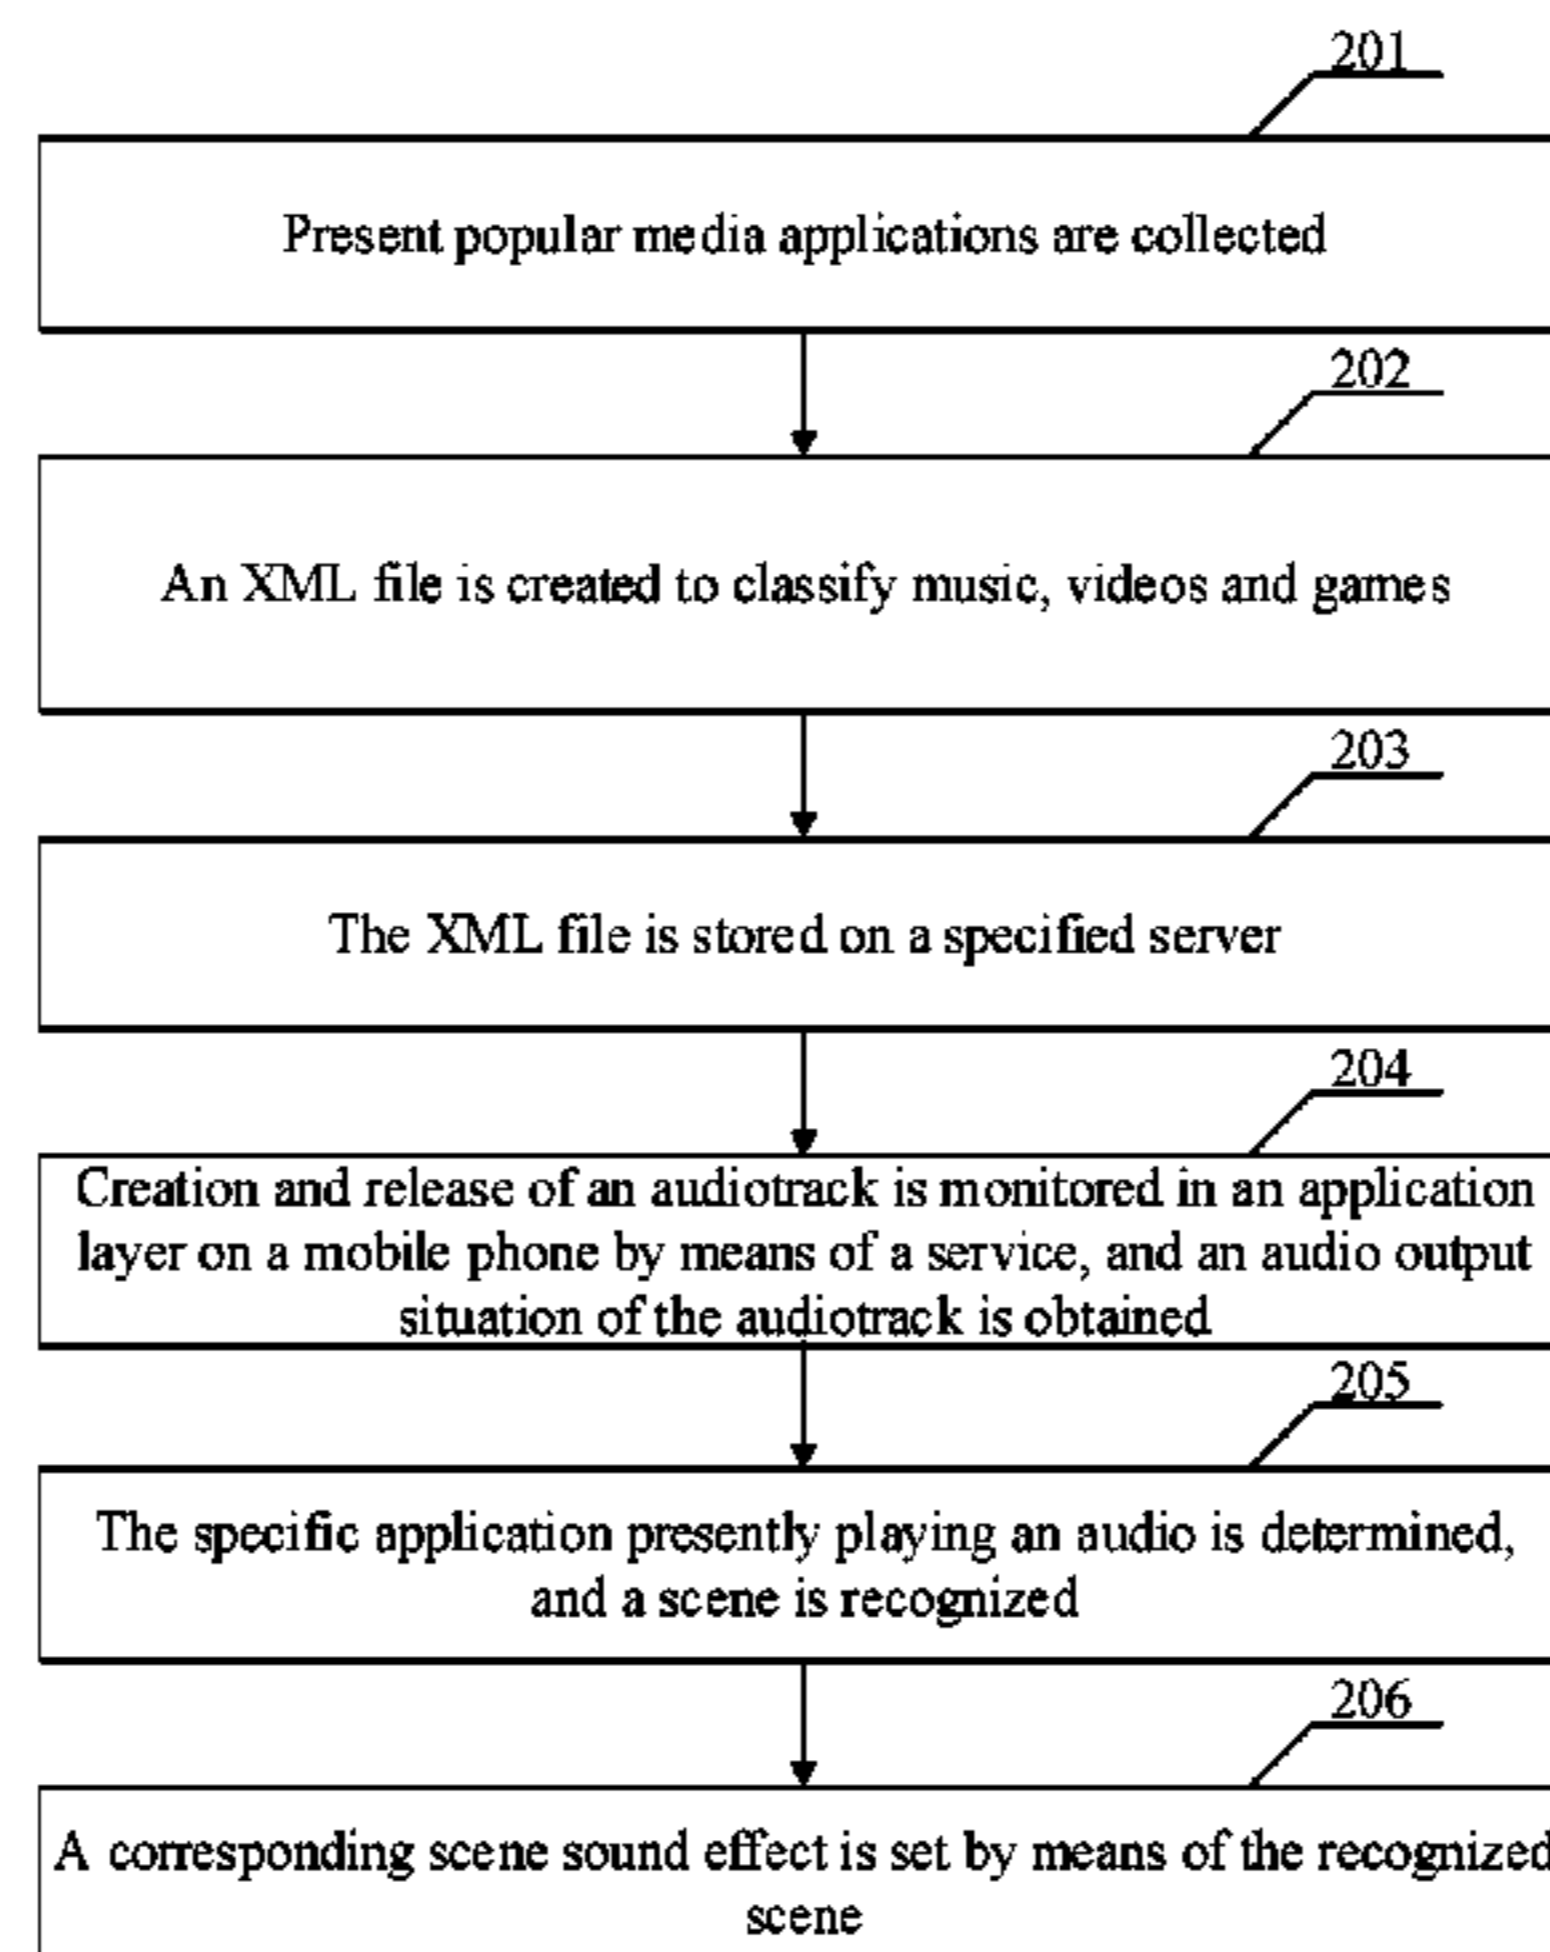 201
Present popular media applications are collected
202
An XML file is created to classify music, videos and games
203
The XML file is stored on a specified server
204
Creation and release of an audiotrack is monitored in an application
layer on a mobile phone by means of a service, and an audio output
situation of the audiotrack is obtained
205
The specific application presently playing an audio is determined,
and a scene is recognized
206
A corresponding scene sound effect is set by means of the recognized
scene